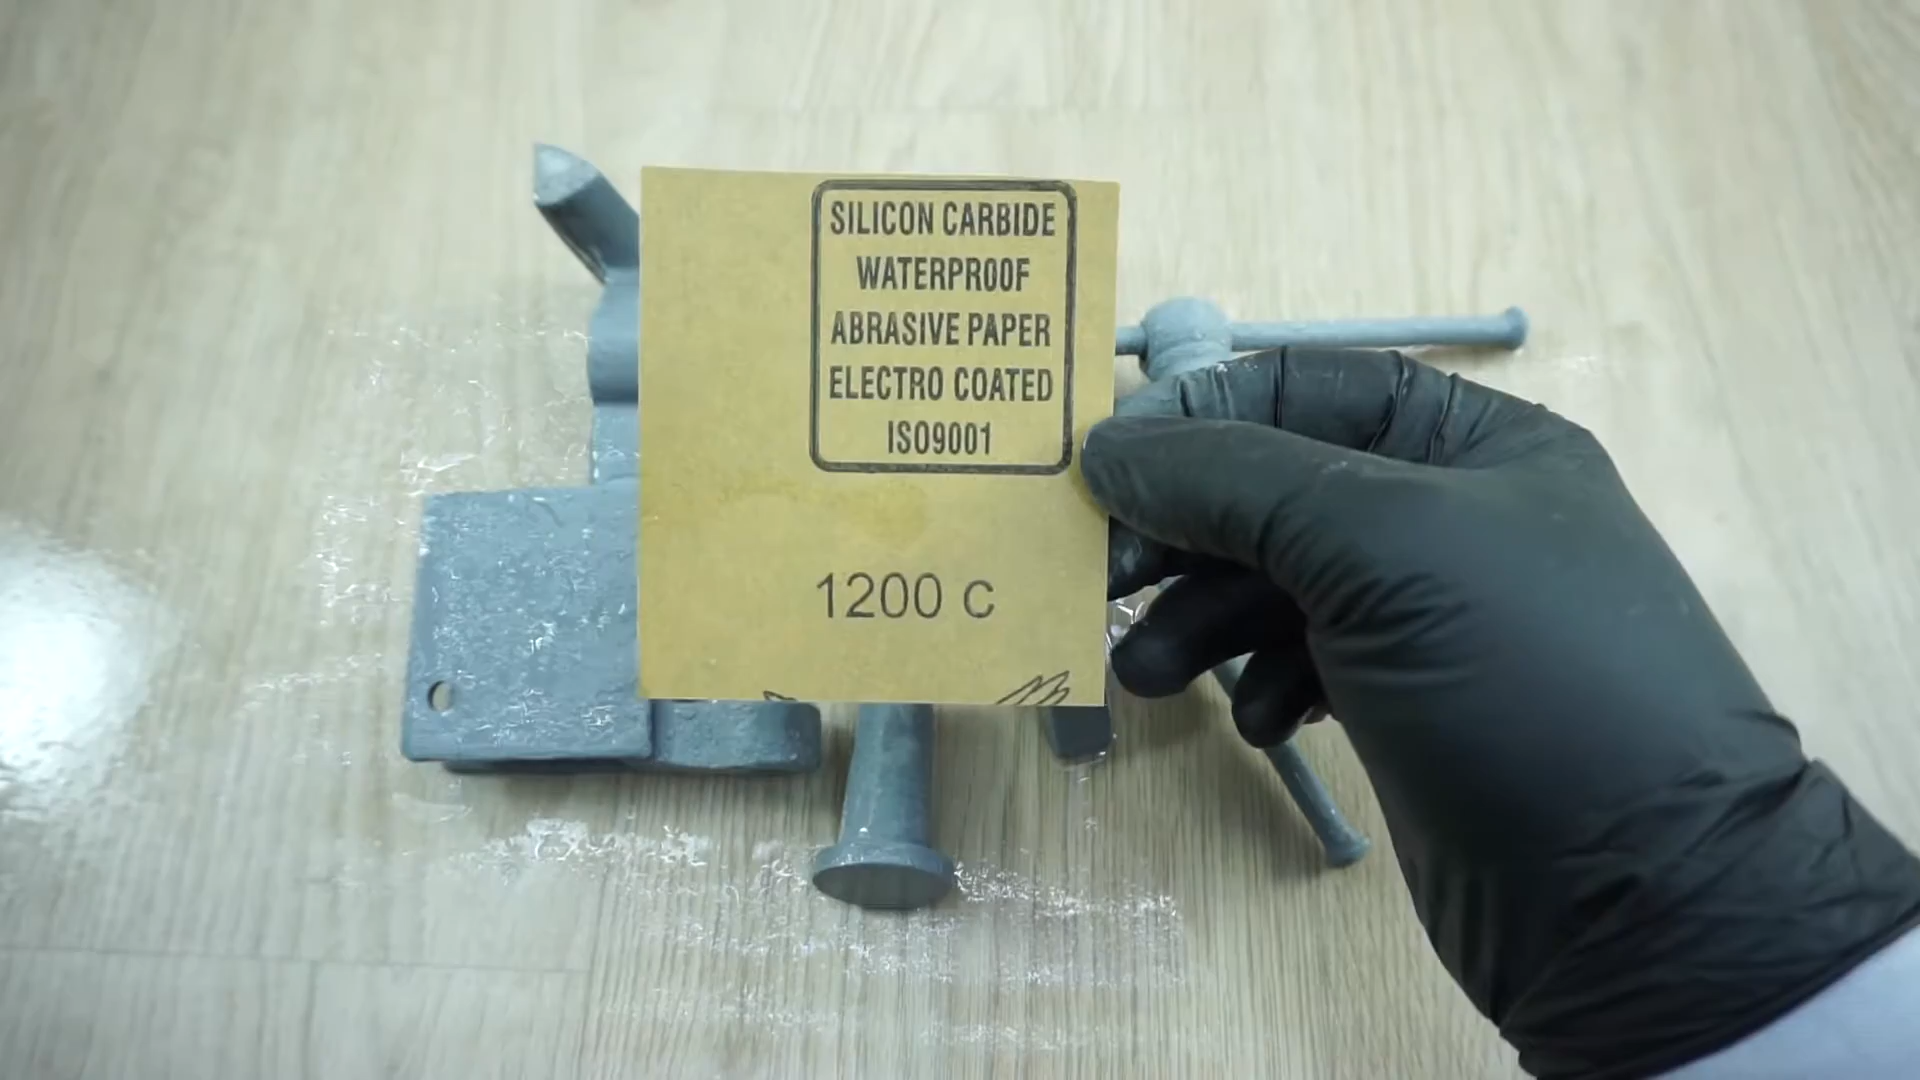 SILICON CARBIDE
WATERPROOF
ABRASIVE PAPER
ELECTRO COATED
ISO9001
1200 C